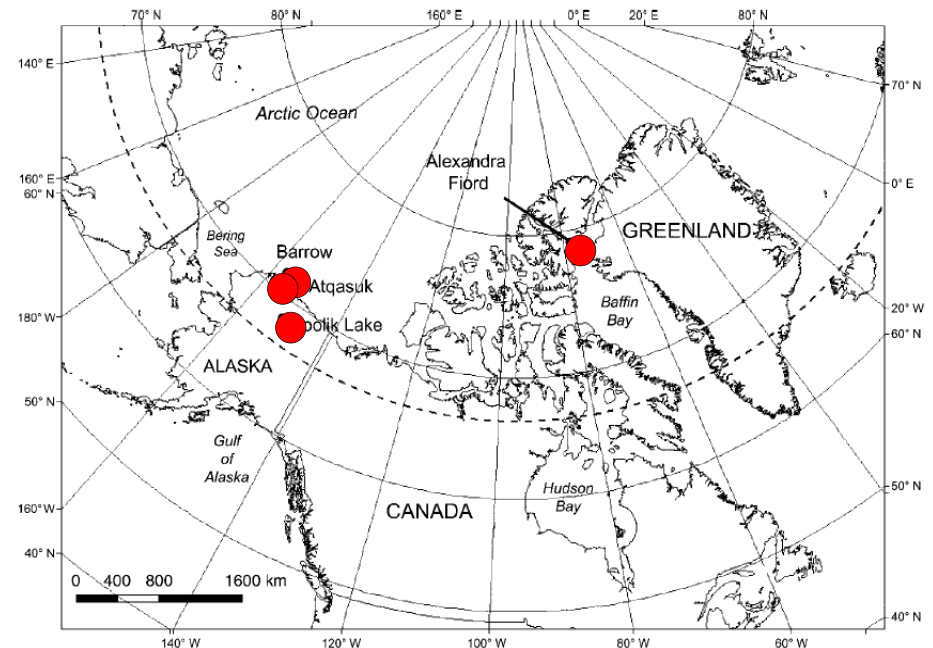 70° N 80° N 160° E 0° E 20° E 80° N
140° E
70° N
Arctic Ocean
Alexandra
Fiord
160° E
60° N
0° E
GREENLAND
Bering
Sea
Barrow
Atqasuk
Baffin
Bay
20° W
180° W
olik Lake
60° N
ALASKA
50° N
Gulf
of
Alaska
50° N
Hudson
Bay
CANADA
160° W
40° N
0 400 800 1600 km
40° N
140° W 120° W 100° W 80° W 60° W